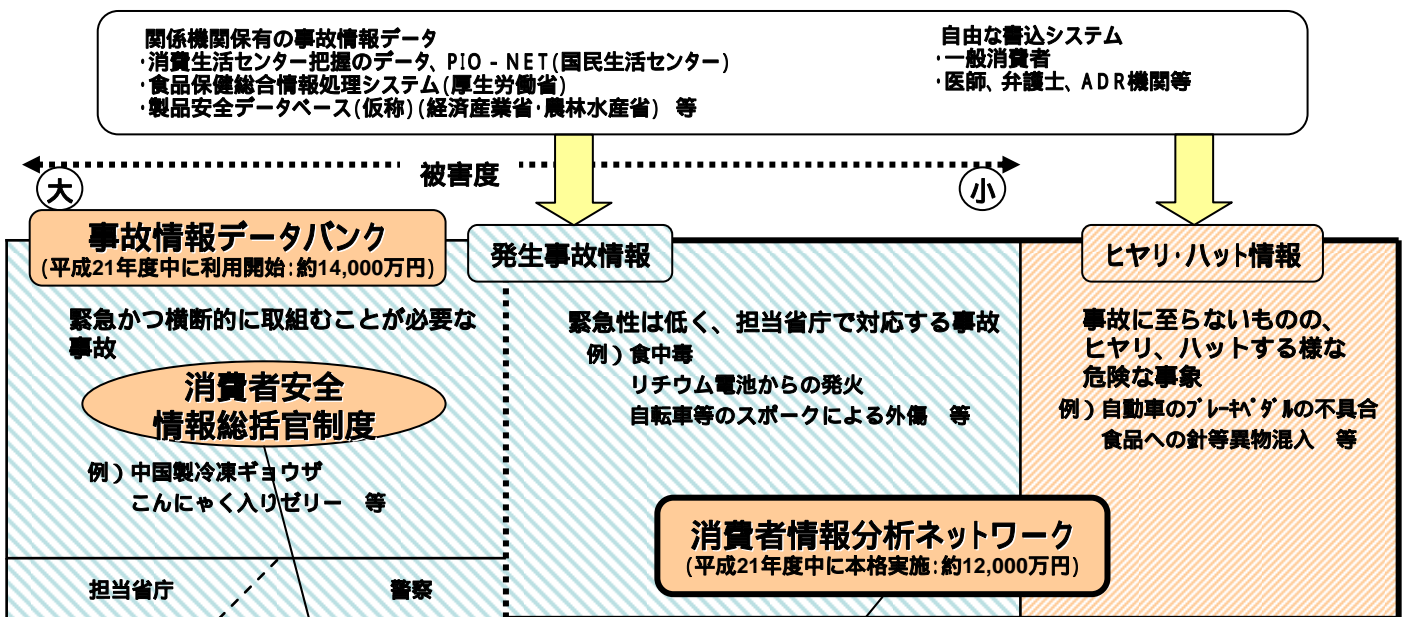 関係機関保有の事故情報データ
・消費生活センター把握のデータ、PIO-NET(国民生活センター)
・食品保健総合情報処理システム(厚生労働省)
・製品安全データベース(仮称)(経済産業省・農林水産省) 等
自由な書込システム
・一般消費者
・医師、弁護士、ADR機関等
被害度
大
小
事故情報データバンク
(平成21年度中に利用開始:約14,000万円)
発生事故情報
ヒヤリ・ハット情報
緊急かつ横断的に取組むことが必要な
事故
消費者安全
情報総括官制度
例)中国製冷凍ギョウザ
こんにゃく入りゼリー 等
緊急性は低く、担当省庁で対応する事故
例)食中毒
リチウム電池からの発火
自転車等のスポークによる外傷 等
事故に至らないものの、
ヒヤリ、ハットする様な
危険な事象
例)自動車のブレーキペダルの不具合
食品への針等異物混入 等
消費者情報分析ネットワーク
(平成21年度中に本格実施:約12,000万円)
担当省庁
警察